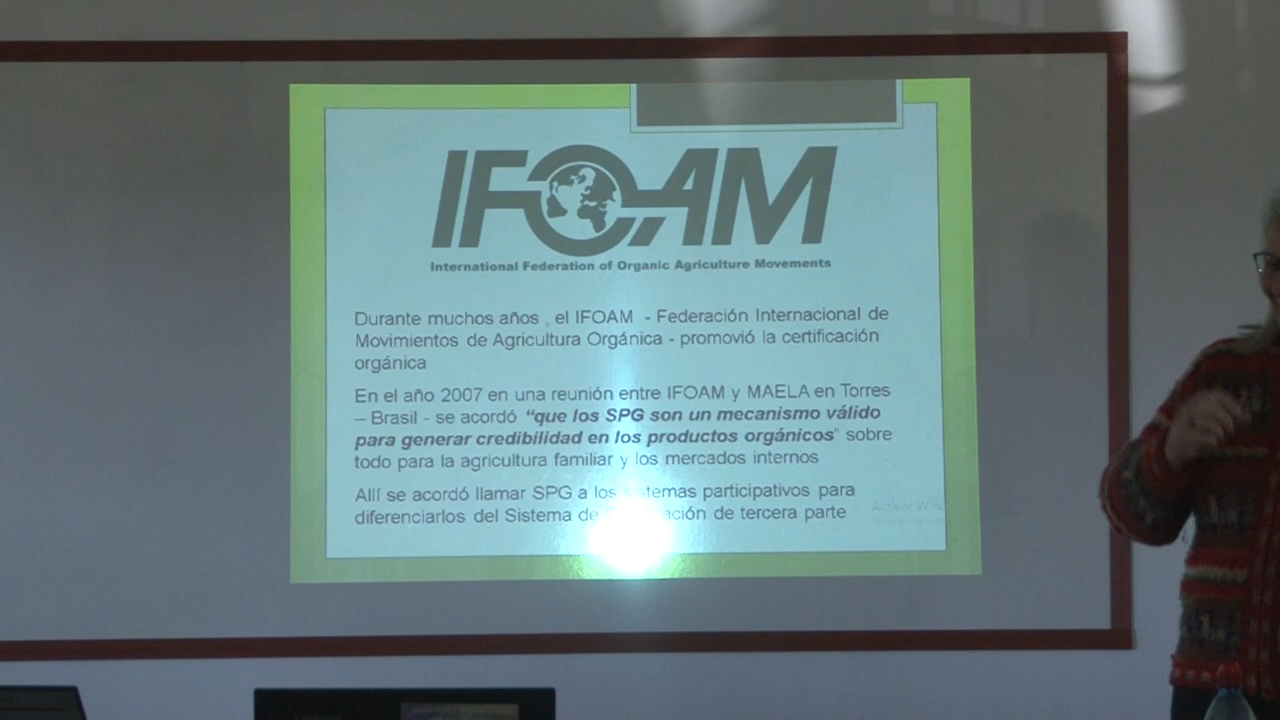 IFOAM
International Federation of Organic Agriculture Movements
Durante muchos años , el IFOAM - Federación Internacional de
Movimientos de Agricultura Orgánica - promovió la certificación
orgánica
En el año 2007 en una reunión entre IFOAM y MAELA en Torres
– Brasil - se acordó “que los SPG son un mecanismo válido
para generar credibilidad en los productos orgánicos” sobre
todo para la agricultura familiar y los mercados internos
Allí se acordó llamar SPG a los sistemas participativos para
diferenciarlos del Sistema de tercera parte
Activar Win